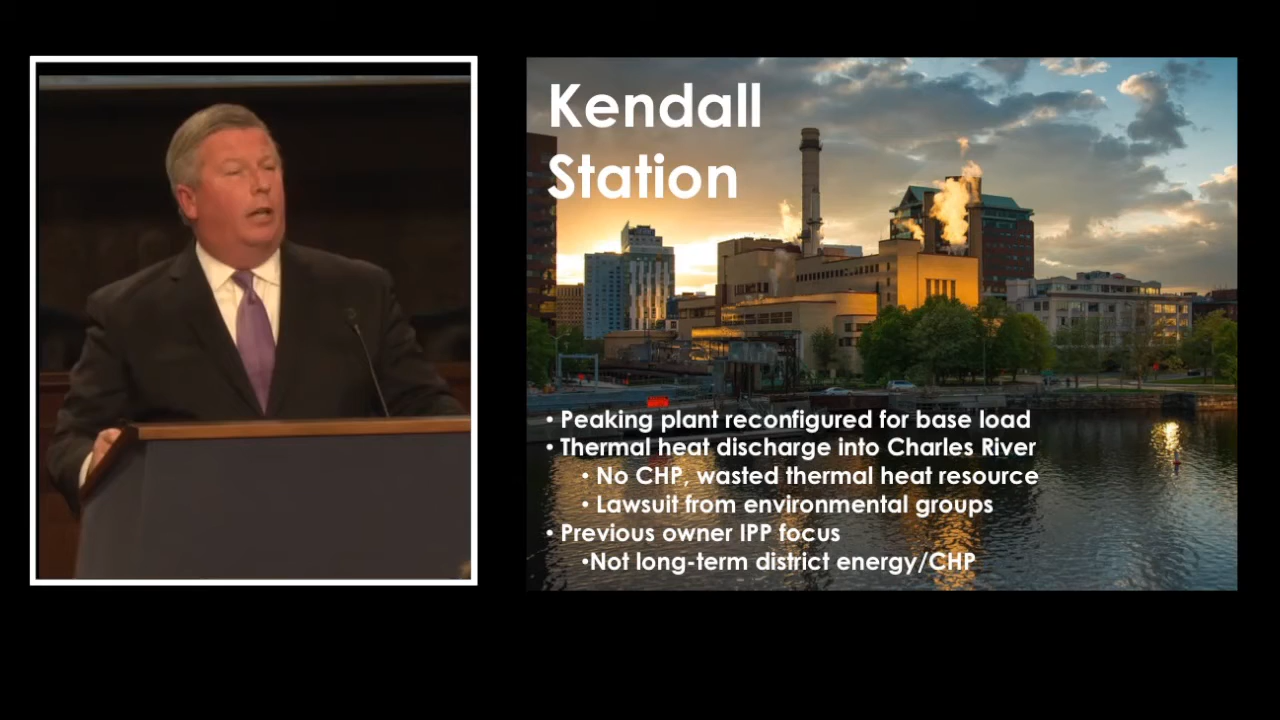 Kendall
Station
• Peaking plant reconfigured for base load
• Thermal heat discharge into Charles River
• No CHP, wasted thermal heat resource
• Lawsuit from environmental groups
• Previous owner IPP focus
•Not long-term district energy/CHP